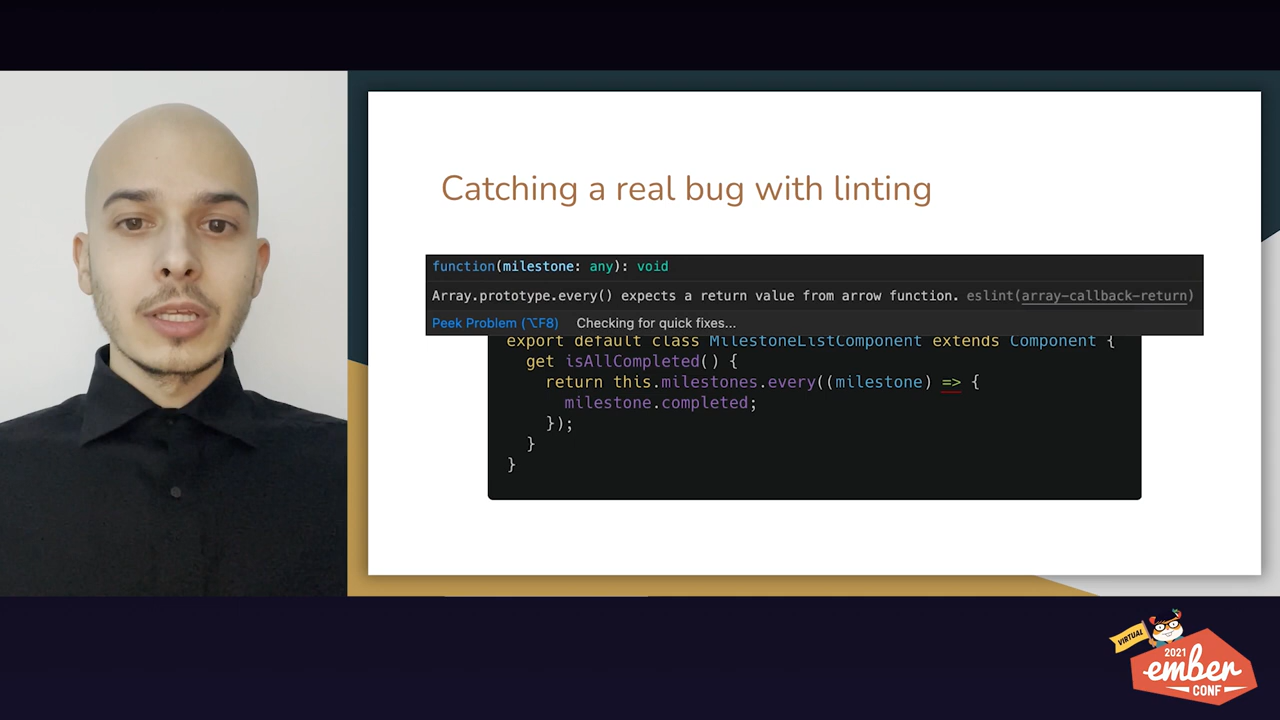 Catching a real bug with linting
function(milestone: any): void
Array.prototype.every() expects a return value from arrow function. eslint(array-callback-return)
Peek Problem (⌥F8) Checking for quick fixes...
export default class MilestoneListComponent extends Component {
get isAllCompleted() {
return this.milestones.every((milestone) => {
milestone.completed;
});
}
}
VIRTUAL
2021
ember
CONF